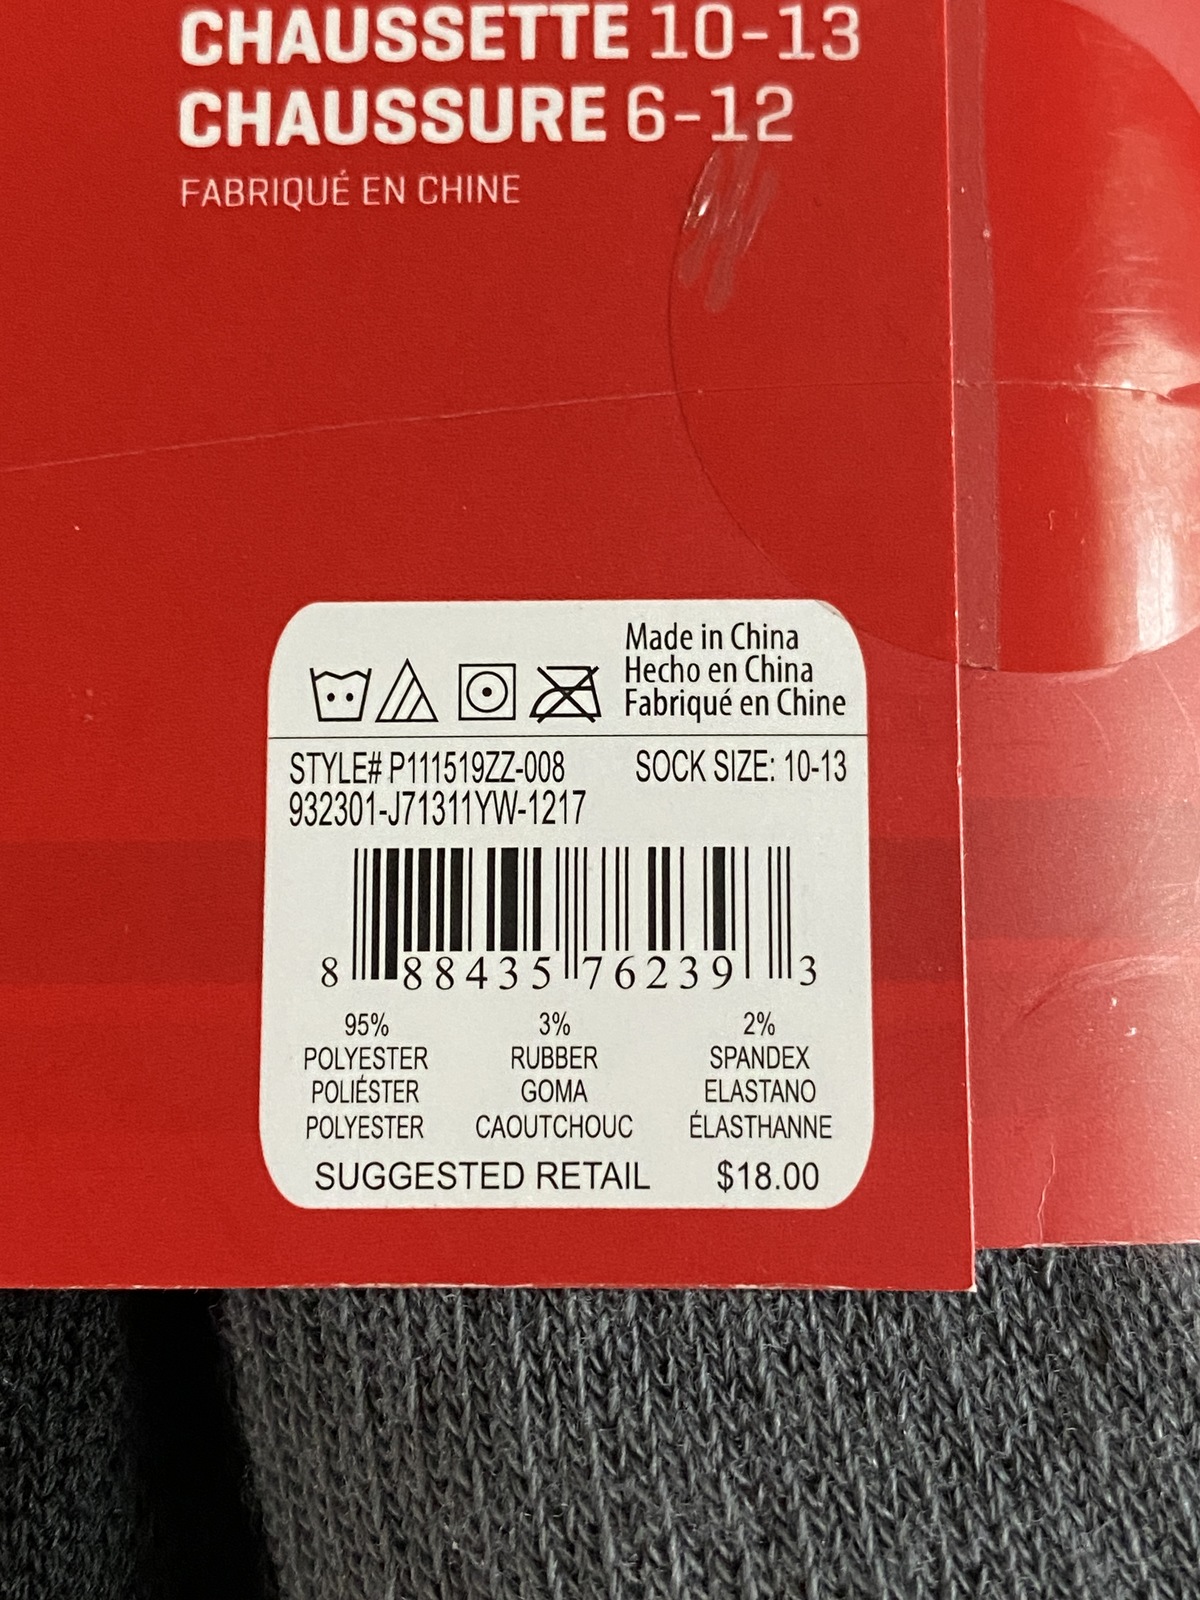 CHAUSSETTE 10-13
CHAUSSURE 6-12
FABRIQUÉ EN CHINE
Made in China
Hecho en China
Fabriqué en Chine
STYLE# P111519ZZ-008 SOCK SIZE: 10-13
932301-J71311YW-1217
8 88435 76239 3
95% 3% 2%
POLYESTER RUBBER SPANDEX
POLIÉSTER GOMA ELASTANO
POLYESTER CAOUTCHOUC ÉLASTHANNE
SUGGESTED RETAIL $18.00